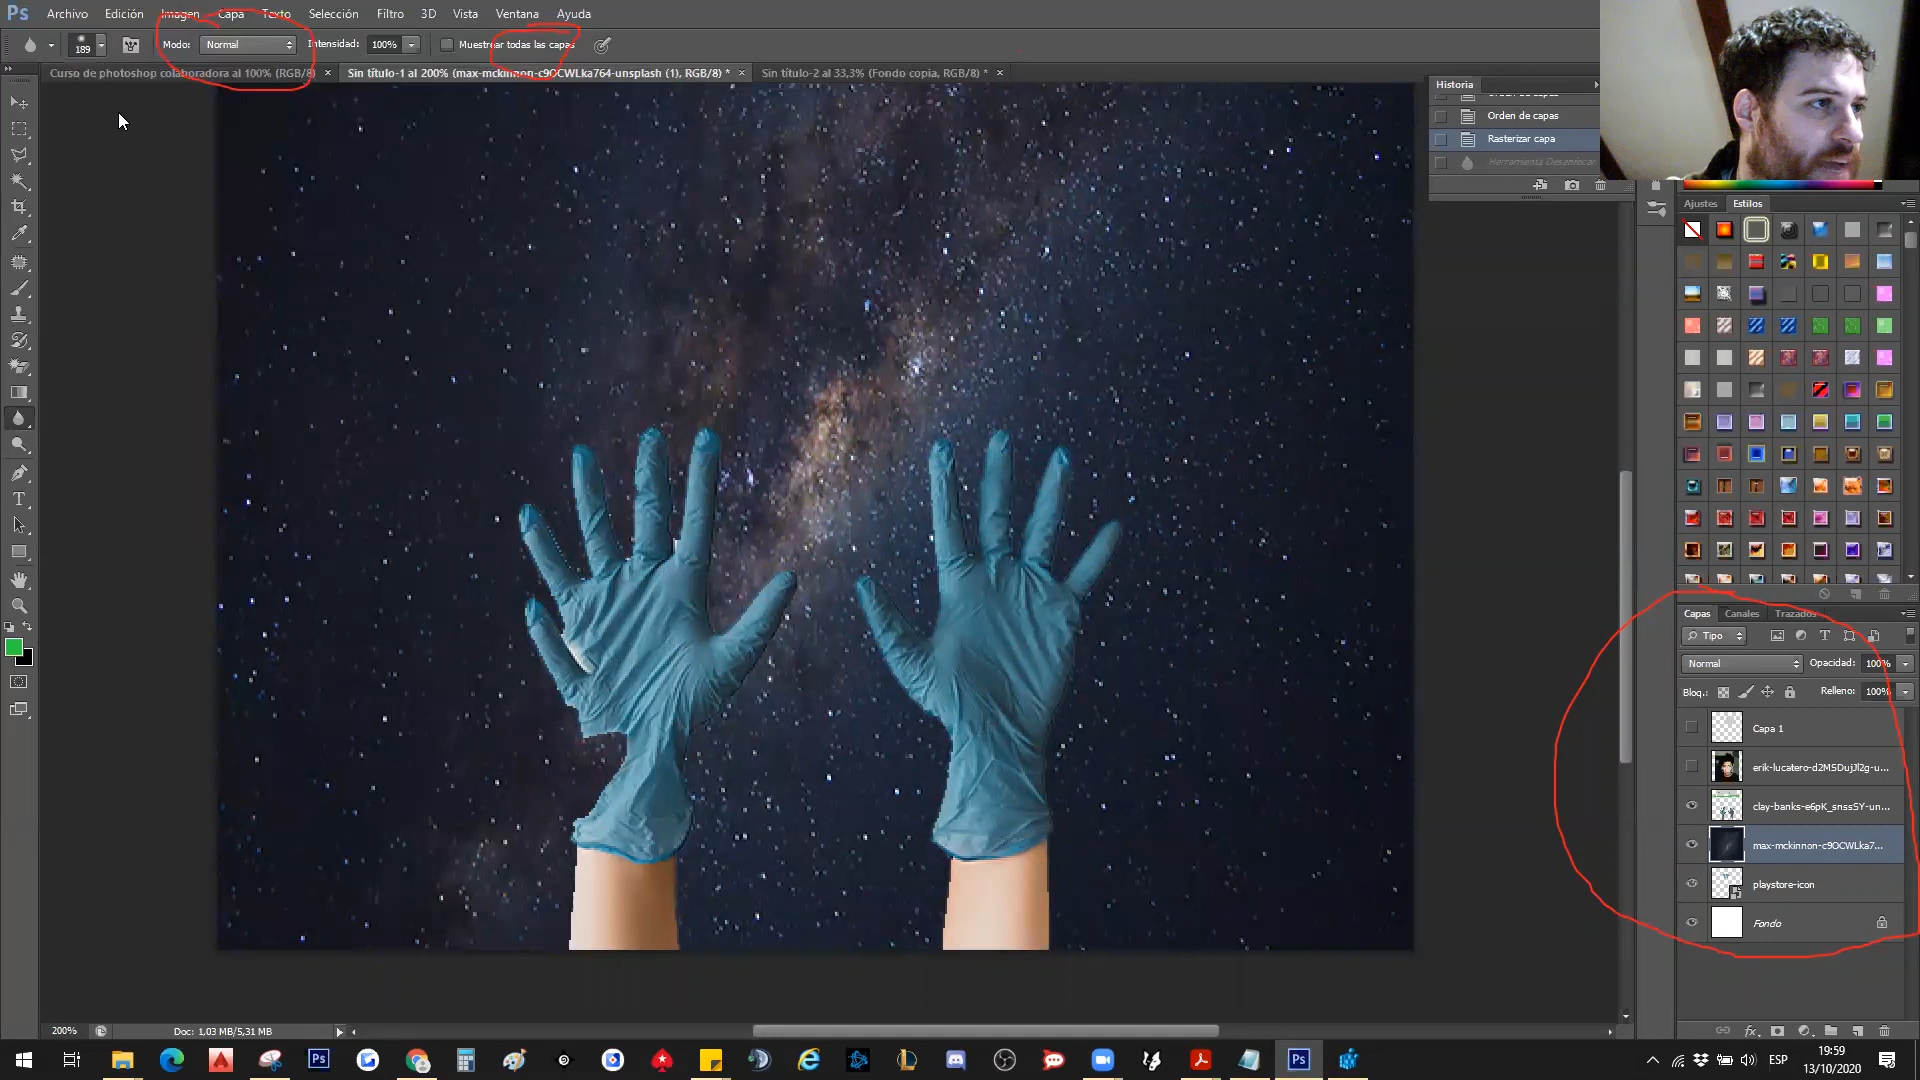 Ps Archivo Edición Imagen Capa Texto Selección Filtro 3D Vista Ventana Ayuda
189 Modo: Normal Intensidad: 100% Muestrear todas las capas
Curso de photoshop colaboradora al 100% (RGB/8) × Sin título-1 al 200% (max-mckinnon-c9OCWLka764-unsplash (1), RGB/8) * × Sin título-2 al 33,3% (Fondo copia, RGB/8) * ×
Historia
Orden de capas
Orden de capas
Rasterizar capa
Herramienta Desenfocar
Ajustes Estilos
Capas Canales Trazados
Tipo
Normal Opacidad: 100%
Bloq.: Relleno: 100%
Capa 1
erik-lucatero-d2MSDujJl2g-u...
clay-banks-e6pK_snssSY-un...
max-mckinnon-c9OCWLka7...
playstore-icon
Fondo
200% Doc: 1,03 MB/5,31 MB
ESP
19:59
13/10/2020